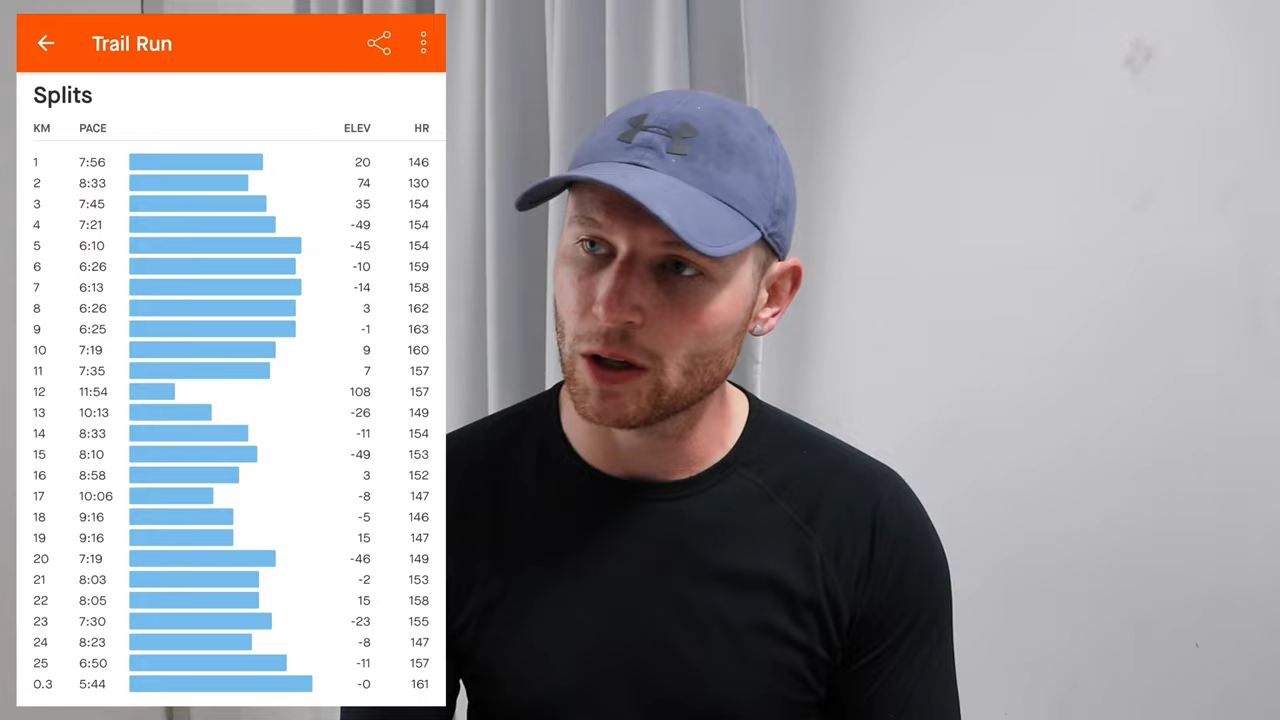 Trail Run
Splits
KM PACE ELEV HR
1 7:56 20 146
2 8:33 74 130
3 7:45 35 154
4 7:21 -49 154
5 6:10 -45 154
6 6:26 -10 159
7 6:13 -14 158
8 6:26 3 162
9 6:25 -1 163
10 7:19 9 160
11 7:35 7 157
12 11:54 108 157
13 10:13 -26 149
14 8:33 -11 154
15 8:10 -49 153
16 8:58 3 152
17 10:06 -8 147
18 9:16 -5 146
19 9:16 15 147
20 7:19 -46 149
21 8:03 -2 153
22 8:05 15 158
23 7:30 -23 155
24 8:23 -8 147
25 6:50 -11 157
0.3 5:44 -0 161